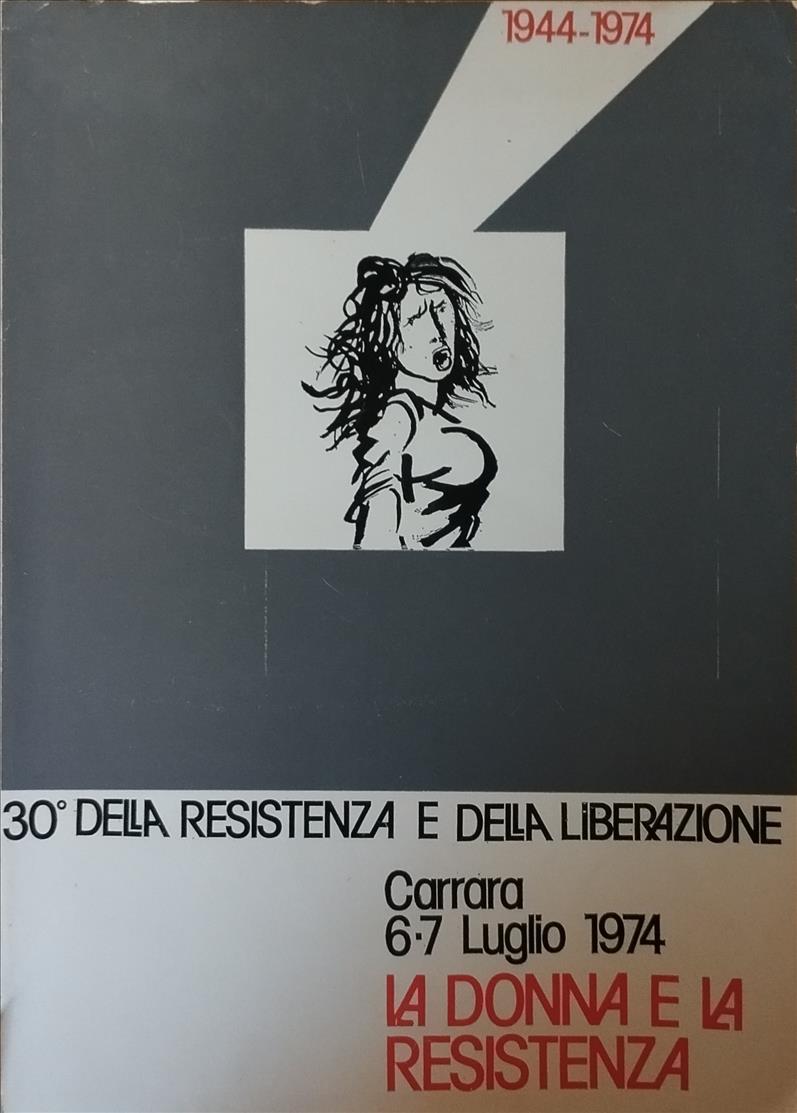 1944-1974
30° DELLA RESISTENZA E DELLA LIBERAZIONE
Carrara
6·7 Luglio 1974
LA DONNA E LA
RESISTENZA